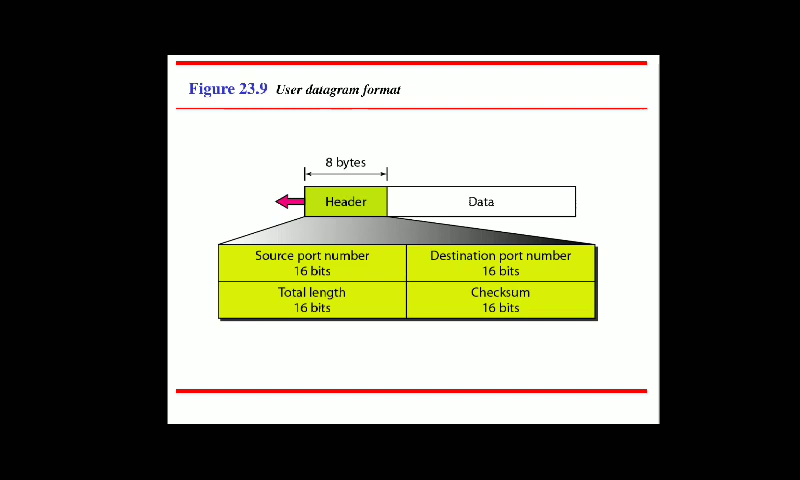 Figure 23.9 User datagram format
8 bytes
Header
Data
Source port number
16 bits
Destination port number
16 bits
Total length
16 bits
Checksum
16 bits